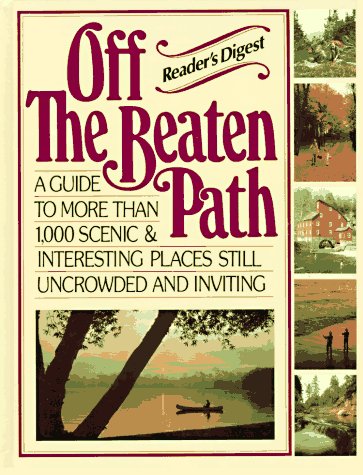 Reader's Digest
Off
The Beaten
Path
A GUIDE
TO MORE THAN
1,000 SCENIC &
INTERESTING PLACES STILL
UNCROWDED AND INVITING